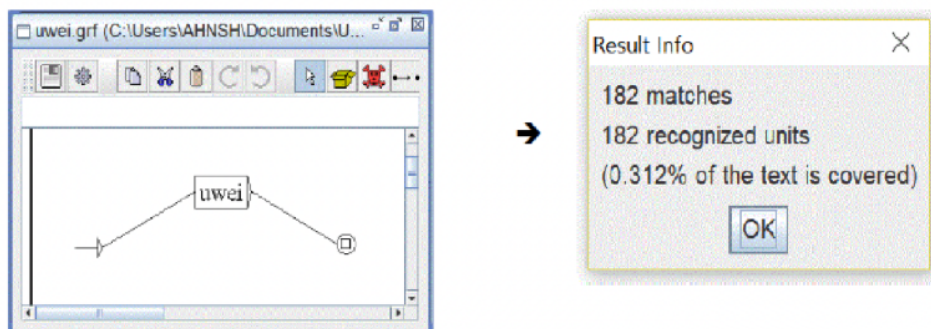 uwei.grf (C:\Users\AHNSH\Documents\U...
uwei
➔
Result Info
182 matches
182 recognized units
(0.312% of the text is covered)
OK